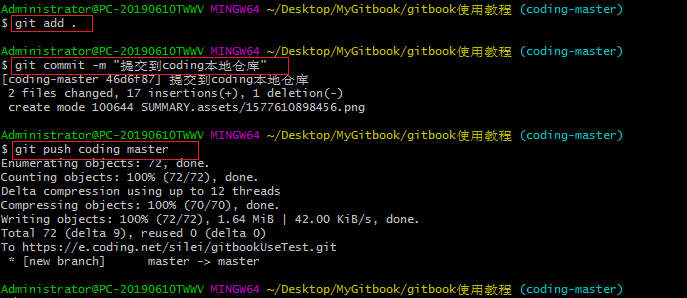 Administrator@PC-20190610TWWV MINGW64 ~/Desktop/MyGitbook/gitbook使用教程 (coding-master)
$ git add .
Administrator@PC-20190610TWWV MINGW64 ~/Desktop/MyGitbook/gitbook使用教程 (coding-master)
$ git commit -m "提交到coding本地仓库"
[coding-master 46d6f87] 提交到coding本地仓库
2 files changed, 17 insertions(+), 1 deletion(-)
create mode 100644 SUMMARY.assets/1577610898456.png
Administrator@PC-20190610TWWV MINGW64 ~/Desktop/MyGitbook/gitbook使用教程 (coding-master)
$ git push coding master
Enumerating objects: 72, done.
Counting objects: 100% (72/72), done.
Delta compression using up to 12 threads
Compressing objects: 100% (70/70), done.
Writing objects: 100% (72/72), 1.64 MiB | 42.00 KiB/s, done.
Total 72 (delta 9), reused 0 (delta 0)
To https://e.coding.net/silei/gitbookUseTest.git
* [new branch]      master -> master
Administrator@PC-20190610TWWV MINGW64 ~/Desktop/MyGitbook/gitbook使用教程 (coding-master)